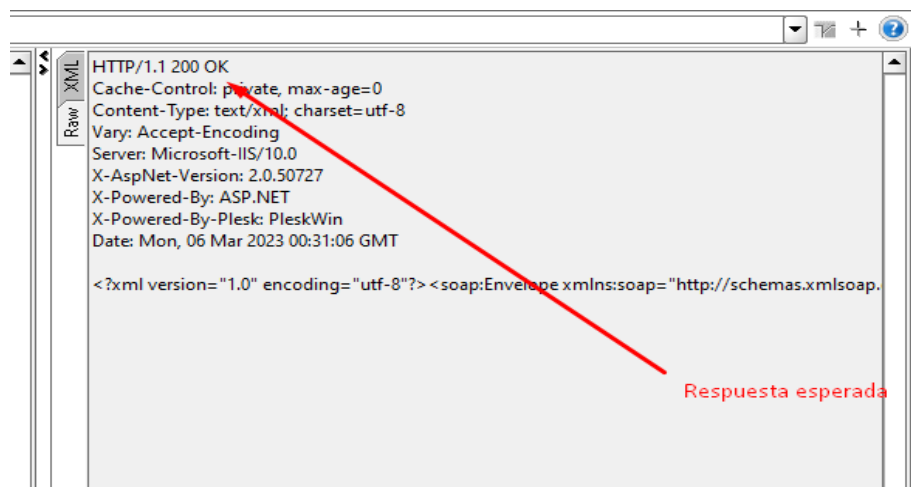 XML
Raw
HTTP/1.1 200 OK
Cache-Control: private, max-age=0
Content-Type: text/xml; charset=utf-8
Vary: Accept-Encoding
Server: Microsoft-IIS/10.0
X-AspNet-Version: 2.0.50727
X-Powered-By: ASP.NET
X-Powered-By-Plesk: PleskWin
Date: Mon, 06 Mar 2023 00:31:06 GMT
<?xml version="1.0" encoding="utf-8"?><soap:Envelope xmlns:soap="http://schemas.xmlsoap.
Respuesta esperada